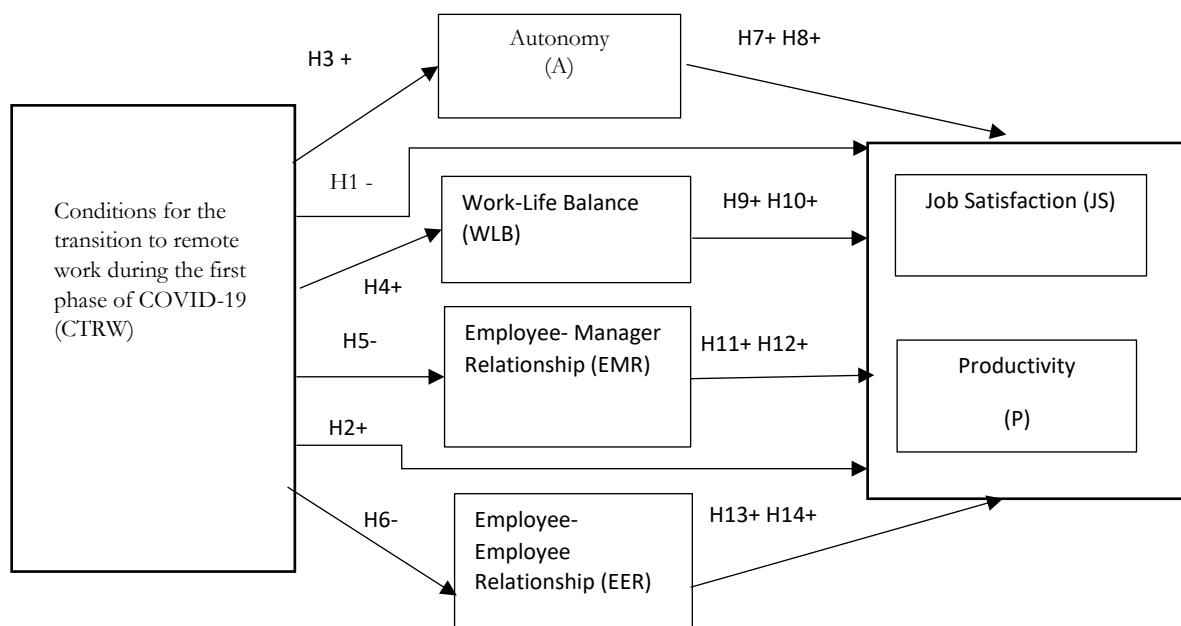 Autonomy
(A)
H7+ H8+
H3 +
H1 -
Conditions for the
transition to remote
work during the first
phase of COVID-19
(CTRW)
Work-Life Balance
(WLB)
H9+ H10+
Job Satisfaction (JS)
H4+
H5-
Employee- Manager
Relationship (EMR)
H11+ H12+
Productivity
(P)
H2+
H6-
Employee-
Employee
Relationship (EER)
H13+ H14+